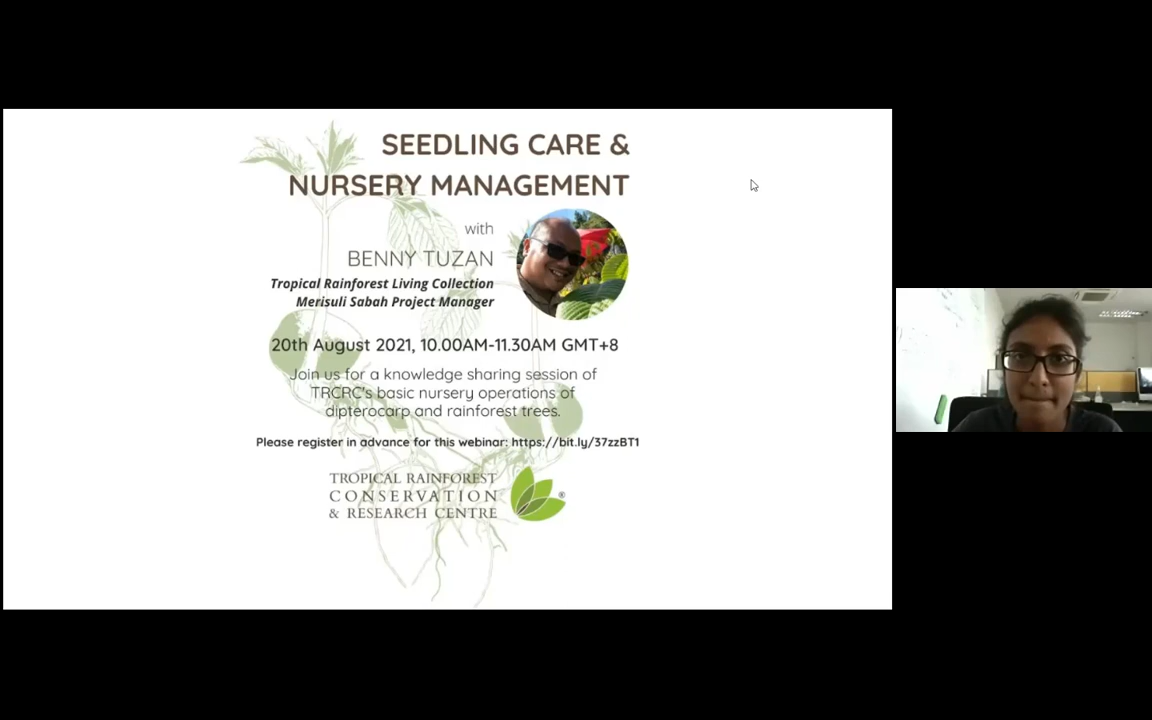 SEEDLING CARE &
NURSERY MANAGEMENT
with
BENNY TUZAN
Tropical Rainforest Living Collection
Merisuli Sabah Project Manager
20th August 2021, 10.00AM-11.30AM GMT+8
Join us for a knowledge sharing session of
TRCRC's basic nursery operations of
dipterocarp and rainforest trees.
Please register in advance for this webinar: https://bit.ly/37zzBT1
TROPICAL RAINFOREST
CONSERVATION
& RESEARCH CENTRE
®